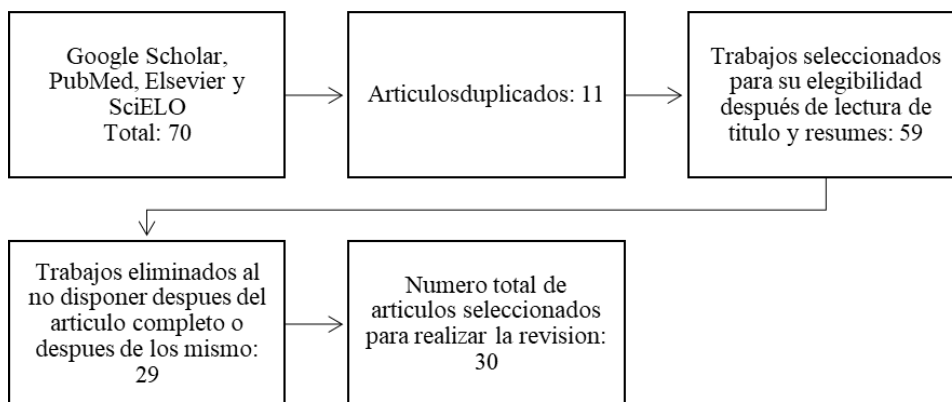 Google Scholar,
PubMed, Elsevier y
SciELO
Total: 70
Articulosduplicados: 11
Trabajos seleccionados
para su elegibilidad
después de lectura de
titulo y resumes: 59
Trabajos eliminados al
no disponer despues del
articulo completo o
despues de los mismo:
29
Numero total de
articulos seleccionados
para realizar la revision:
30